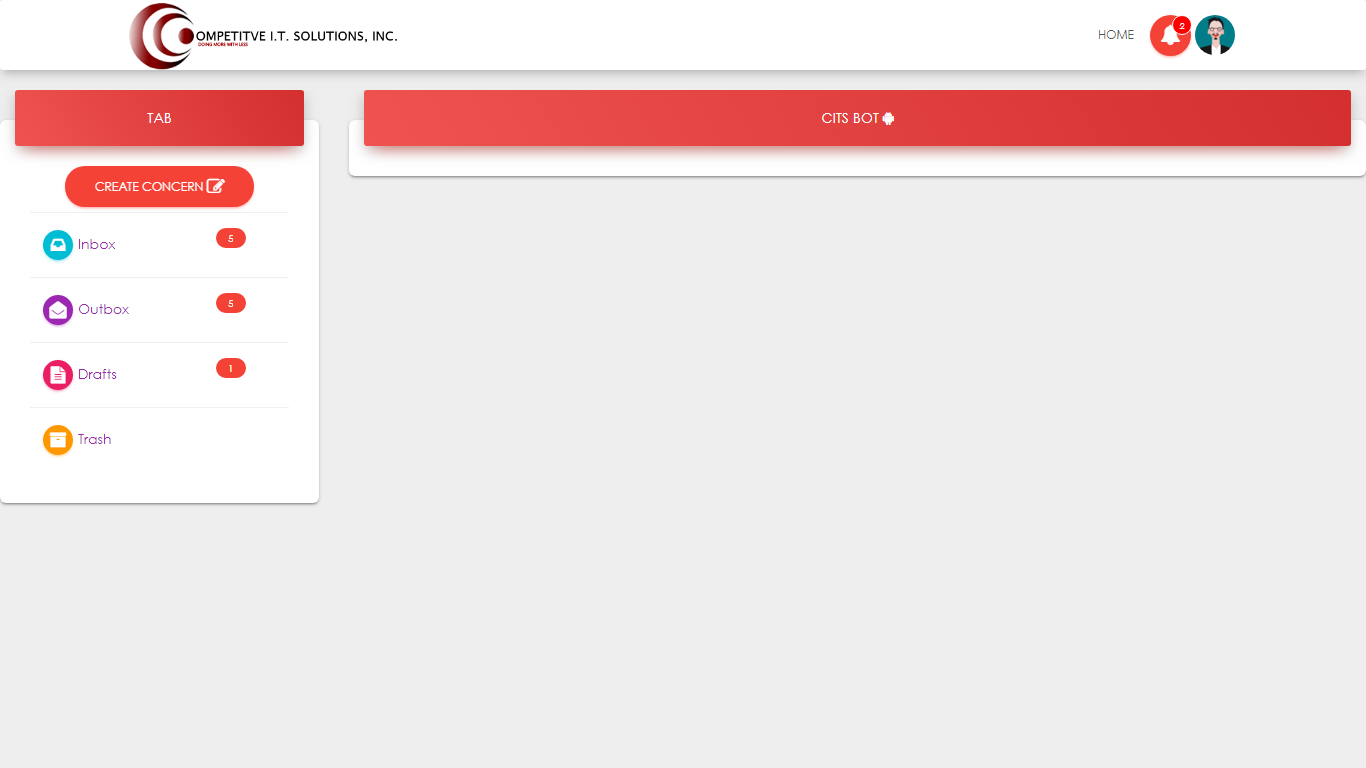 OMPETITVE I.T. SOLUTIONS, INC.
DOING MORE WITH LESS
HOME
2
TAB
CITS BOT
CREATE CONCERN
Inbox 5
Outbox 5
Drafts 1
Trash